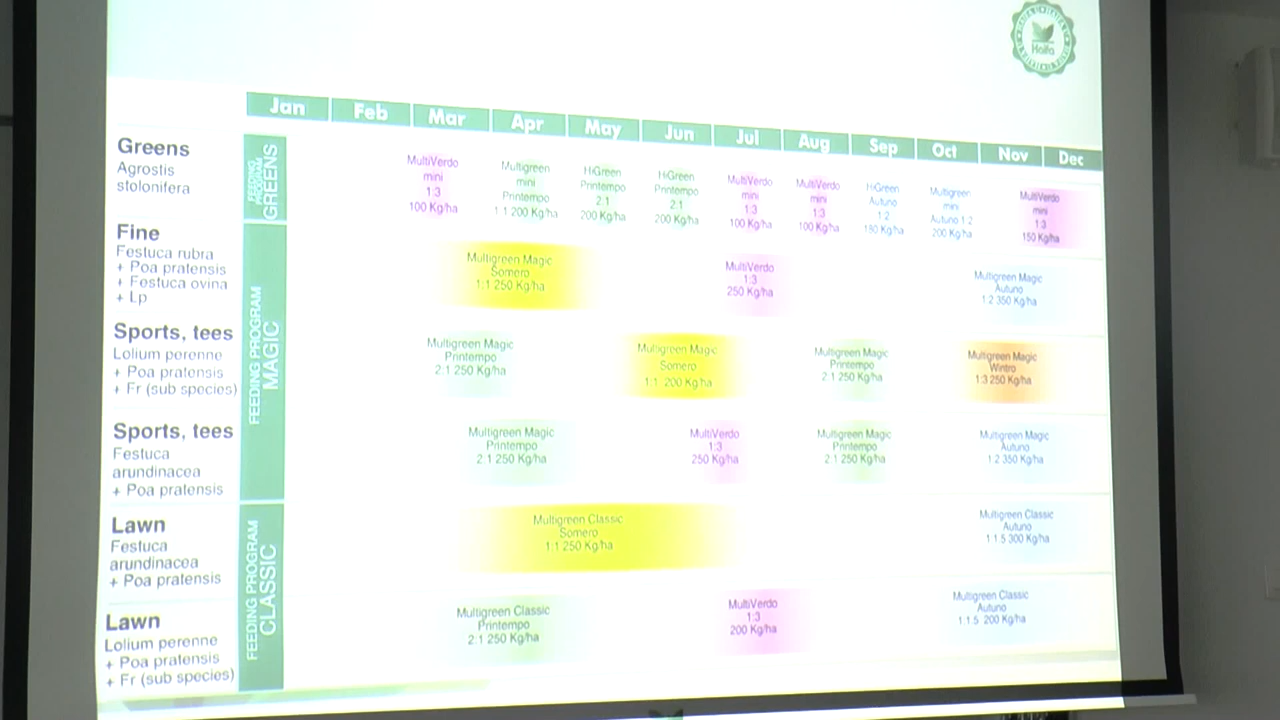 Haifa
Jan Feb Mar Apr May Jun Jul Aug Sep Oct Nov Dec
Greens
Agrostis
stolonifera
FEEDING
PROGRAM
GREENS
MultiVerdo
mini
1:3
100 Kg/ha
Multigreen
mini
Printempo
1:1 200 Kg/ha
HiGreen
Printempo
2:1
200 Kg/ha
HiGreen
Printempo
2:1
200 Kg/ha
MultiVerdo
mini
1:3
100 Kg/ha
MultiVerdo
mini
1:3
100 Kg/ha
HiGreen
Autuno
1:2
150 Kg/ha
Multigreen
mini
Autuno 1:2
200 Kg/ha
MultiVerdo
mini
1:3
150 Kg/ha
Fine
Festuca rubra
+ Poa pratensis
+ Festuca ovina
+ Lp
FEEDING PROGRAM
MAGIC
Multigreen Magic
Somero
1:1 250 Kg/ha
MultiVerdo
1:3
250 Kg/ha
Multigreen Magic
Autuno
1:2 350 Kg/ha
Sports, tees
Lolium perenne
+ Poa pratensis
+ Fr (sub species)
Multigreen Magic
Printempo
2:1 250 Kg/ha
Multigreen Magic
Somero
1:1 200 Kg/ha
Multigreen Magic
Printempo
2:1 250 Kg/ha
Multigreen Magic
Wintro
1:3 250 Kg/ha
Sports, tees
Festuca
arundinacea
+ Poa pratensis
Multigreen Magic
Printempo
2:1 250 Kg/ha
MultiVerdo
1:3
250 Kg/ha
Multigreen Magic
Printempo
2:1 250 Kg/ha
Multigreen Magic
Autuno
1:2 350 Kg/ha
Lawn
Festuca
arundinacea
+ Poa pratensis
FEEDING PROGRAM
CLASSIC
Multigreen Classic
Somero
1:1 250 Kg/ha
Multigreen Classic
Autuno
1:1.5 300 Kg/ha
Lawn
Lolium perenne
+ Poa pratensis
+ Fr (sub species)
Multigreen Classic
Printempo
2:1 250 Kg/ha
MultiVerdo
1:3
200 Kg/ha
Multigreen Classic
Autuno
1:1.5 200 Kg/ha